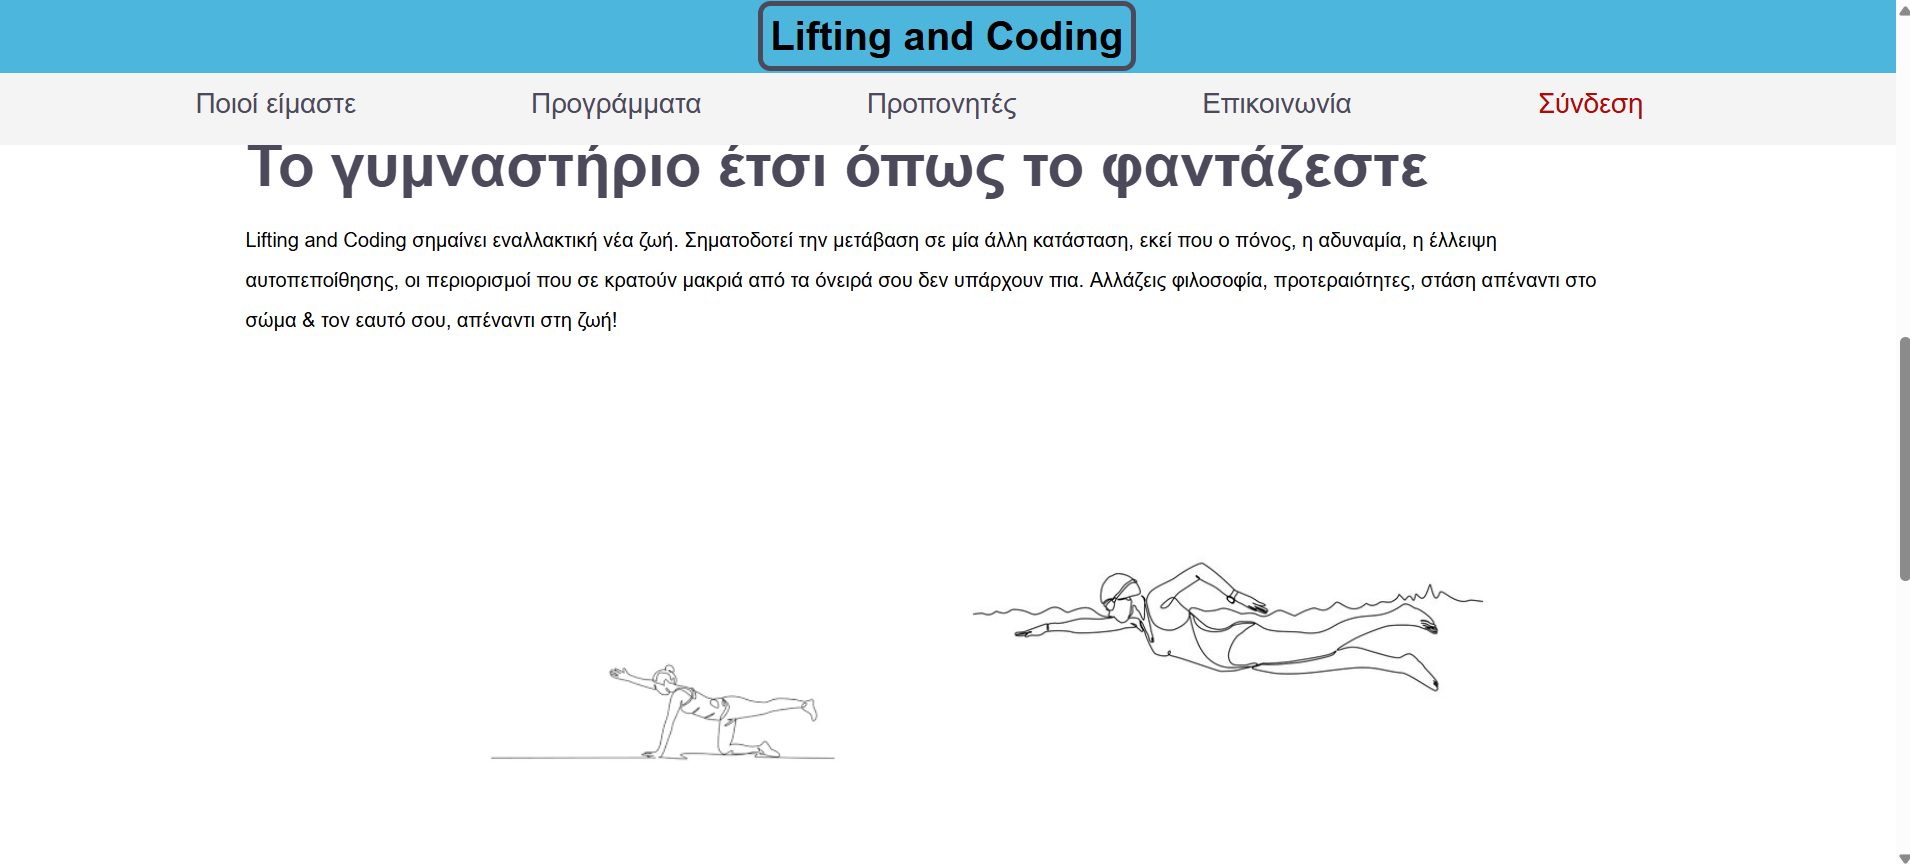 Lifting and Coding
Ποιοί είμαστε Προγράμματα Προπονητές Επικοινωνία Σύνδεση
Το γυμναστήριο έτσι όπως το φαντάζεστε
Lifting and Coding σημαίνει εναλλακτική νέα ζωή. Σηματοδοτεί την μετάβαση σε μία άλλη κατάσταση, εκεί που ο πόνος, η αδυναμία, η έλλειψη
αυτοπεποίθησης, οι περιορισμοί που σε κρατούν μακριά από τα όνειρά σου δεν υπάρχουν πια. Αλλάζεις φιλοσοφία, προτεραιότητες, στάση απέναντι στο
σώμα & τον εαυτό σου, απέναντι στη ζωή!